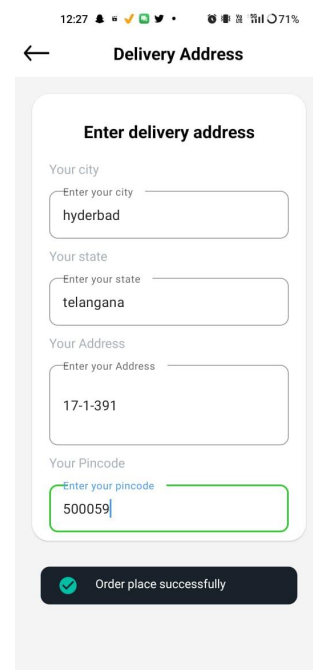 12:27 71%
Delivery Address
Enter delivery address
Your city
Enter your city
hyderbad
Your state
Enter your state
telangana
Your Address
Enter your Address
17-1-391
Your Pincode
Enter your pincode
500059
Order place successfully